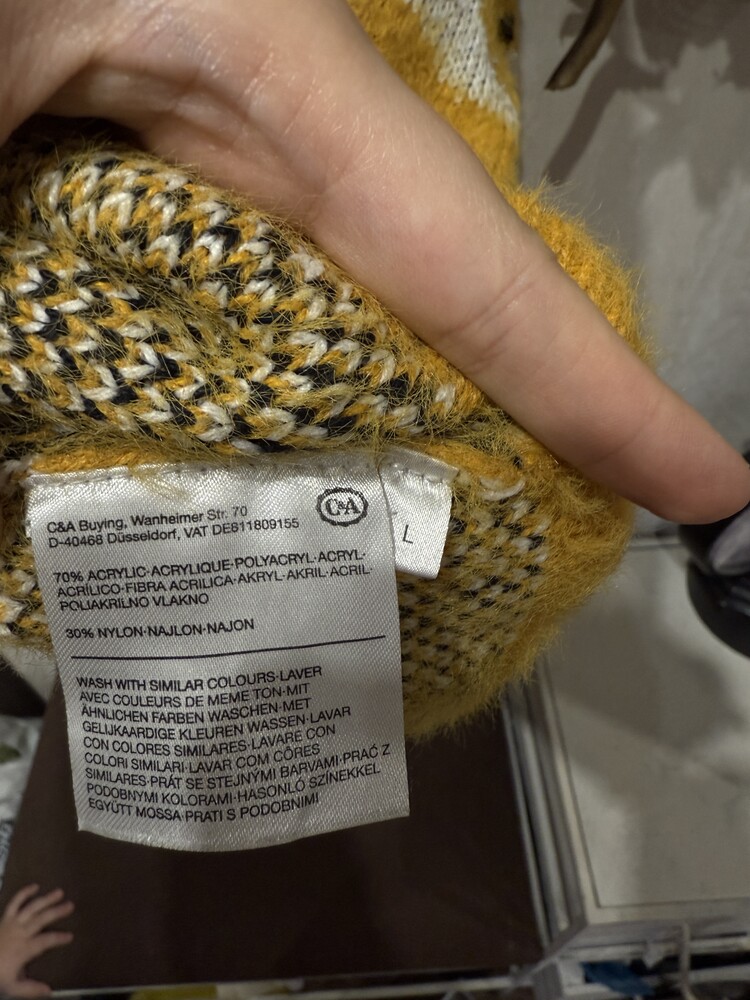 C&A
C&A Buying, Wanheimer Str. 70
D-40468 Düsseldorf, VAT DE811809155
L
70% ACRYLIC·ACRYLIQUE·POLYACRYL·ACRYL·
ACRÍLICO·FIBRA ACRILICA·AKRYL·AKRIL·ACRIL·
POLIAKRILNO VLAKNO
30% NYLON·NAJLON·NAJON
WASH WITH SIMILAR COLOURS·LAVER
AVEC COULEURS DE MEME TON·MIT
ÄHNLICHEN FARBEN WASCHEN·MET
GELIJKAARDIGE KLEUREN WASSEN·LAVAR
CON COLORES SIMILARES·LAVARE CON
COLORI SIMILARI·LAVAR COM CÔRES
SIMILARES·PRÁT SE STEJNÝMI BARVAMI·PRAĆ Z
PODOBNYMI KOLORAMI·HASONLÓ SZÍNEKKEL
EGYÜTT MOSSA·PRATI S PODOBNIMI